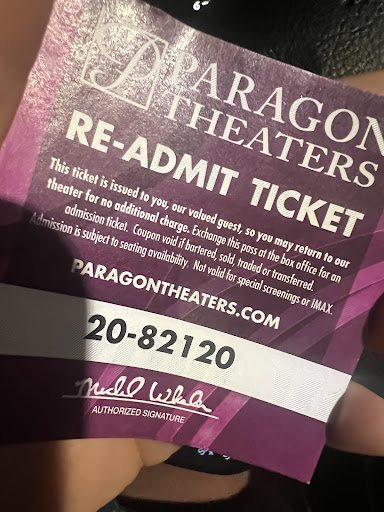 PARAGON
THEATERS
RE-ADMIT TICKET
This ticket is issued to you, our valued guest, so you may return to our
theater for no additional charge. Exchange this pass at the box office for an
admission ticket. Coupon void if bartered, sold, traded or transferred.
Admission is subject to seating availability. Not valid for special screenings or IMAX.
PARAGONTHEATERS.COM
20-82120
AUTHORIZED SIGNATURE